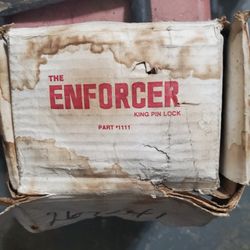 THE
ENFORCER
KING PIN LOCK
PART #1111